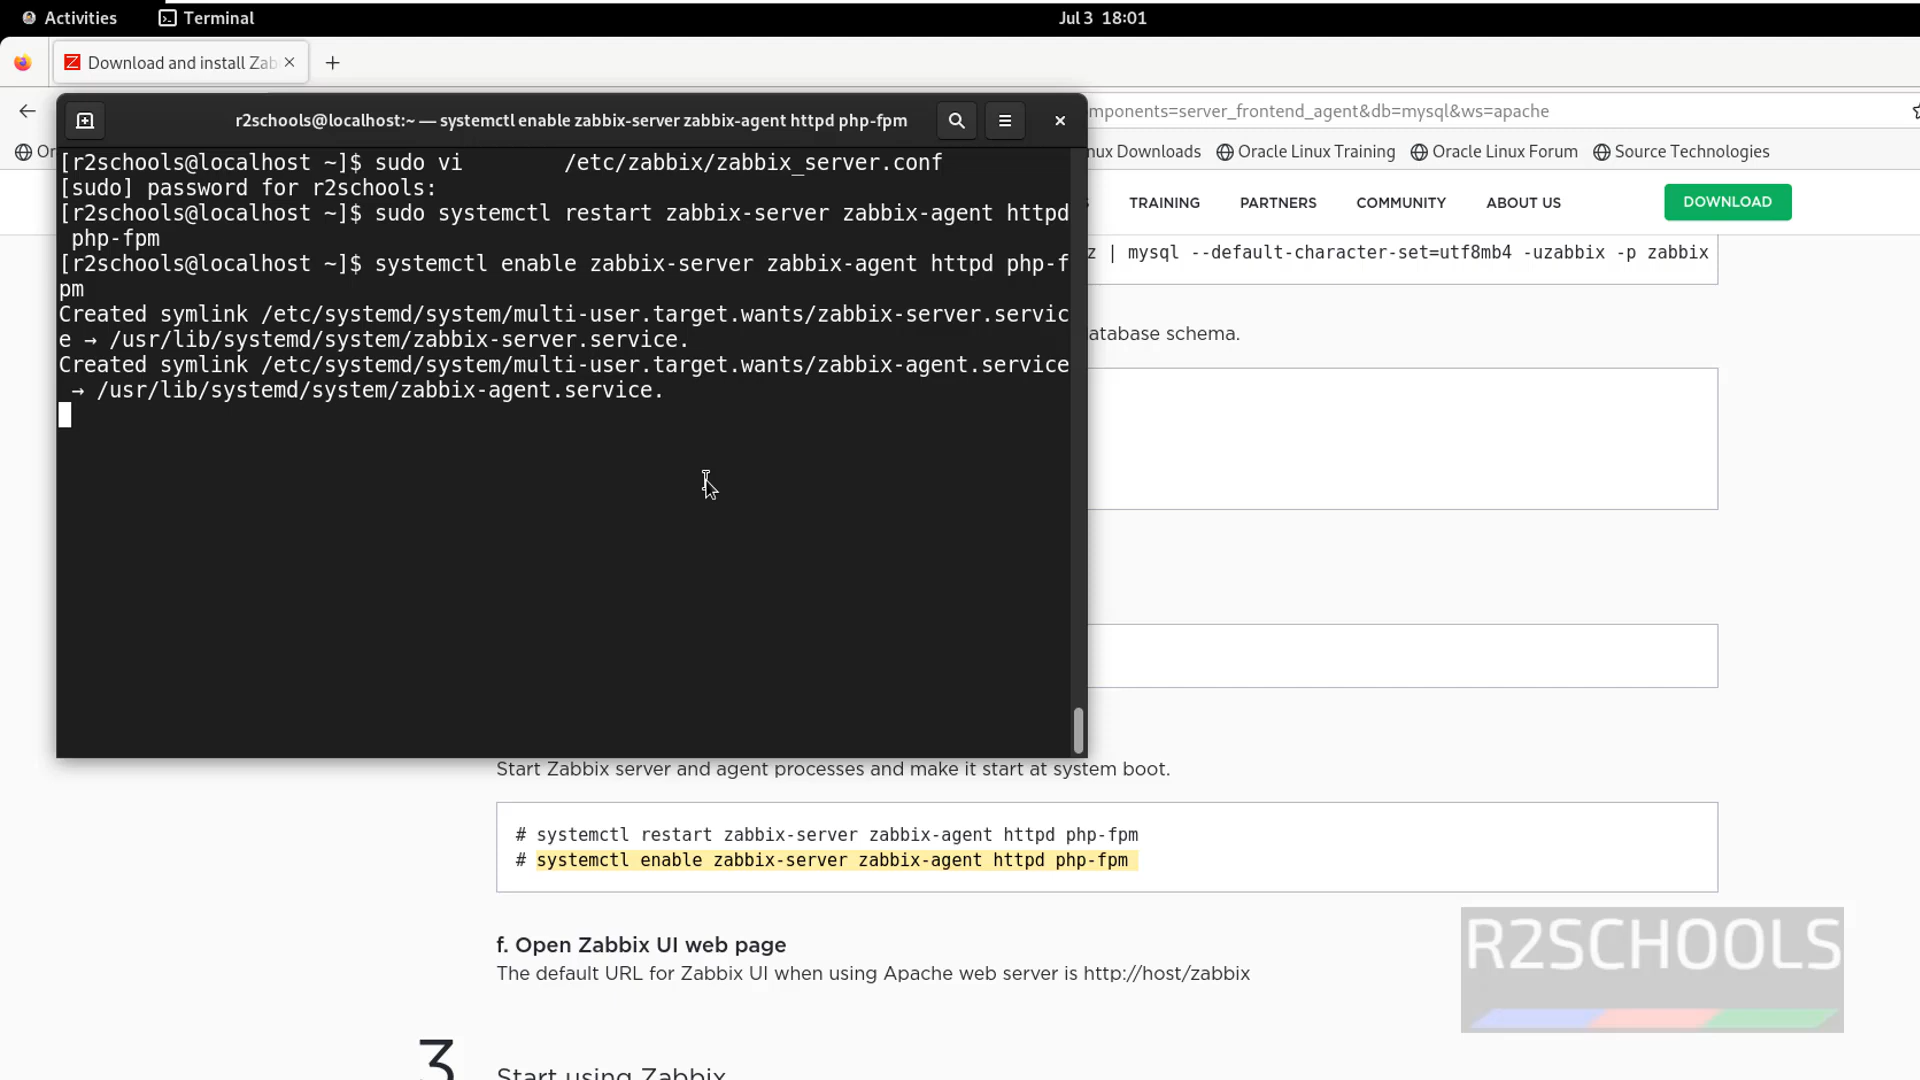 Activities
Terminal
Jul 3 18:01
Download and install Zab
r2schools@localhost:~ — systemctl enable zabbix-server zabbix-agent httpd php-fpm
mponents=server_frontend_agent&db=mysql&ws=apache
Or
nux Downloads
Oracle Linux Training
Oracle Linux Forum
Source Technologies
[r2schools@localhost ~]$ sudo vi        /etc/zabbix/zabbix_server.conf
[sudo] password for r2schools:
[r2schools@localhost ~]$ sudo systemctl restart zabbix-server zabbix-agent httpd
php-fpm
[r2schools@localhost ~]$ systemctl enable zabbix-server zabbix-agent httpd php-f
pm
Created symlink /etc/systemd/system/multi-user.target.wants/zabbix-server.servic
e → /usr/lib/systemd/system/zabbix-server.service.
Created symlink /etc/systemd/system/multi-user.target.wants/zabbix-agent.service
→ /usr/lib/systemd/system/zabbix-agent.service.
TRAINING
PARTNERS
COMMUNITY
ABOUT US
DOWNLOAD
z | mysql --default-character-set=utf8mb4 -uzabbix -p zabbix
atabase schema.
Start Zabbix server and agent processes and make it start at system boot.
# systemctl restart zabbix-server zabbix-agent httpd php-fpm
# systemctl enable zabbix-server zabbix-agent httpd php-fpm
f. Open Zabbix UI web page
The default URL for Zabbix UI when using Apache web server is http://host/zabbix
R2SCHOOLS
3
Start using Zabbix